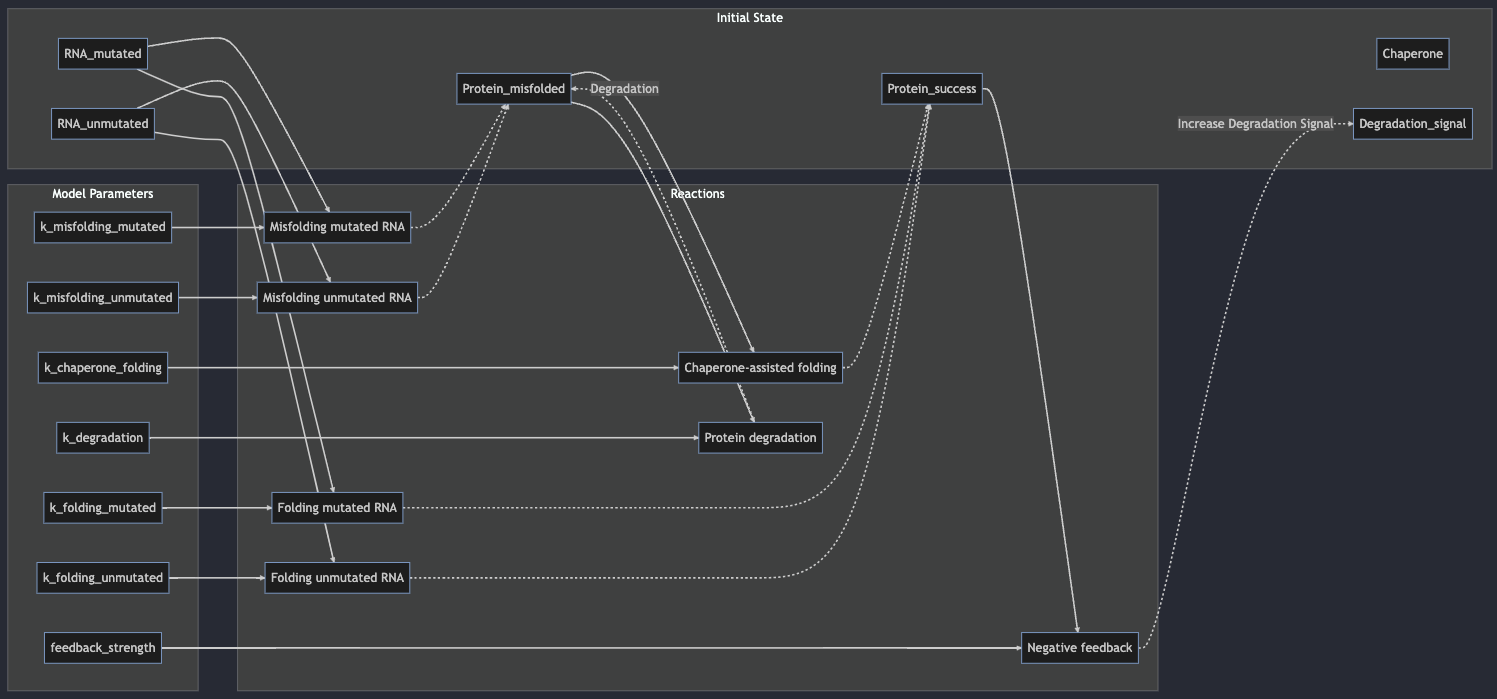 Initial State
RNA_mutated
Chaperone
Protein_misfolded
Degradation
Protein_success
RNA_unmutated
Increase Degradation Signal
Degradation_signal
Model Parameters
Reactions
k_misfolding_mutated
Misfolding mutated RNA
k_misfolding_unmutated
Misfolding unmutated RNA
k_chaperone_folding
Chaperone-assisted folding
k_degradation
Protein degradation
k_folding_mutated
Folding mutated RNA
k_folding_unmutated
Folding unmutated RNA
feedback_strength
Negative feedback